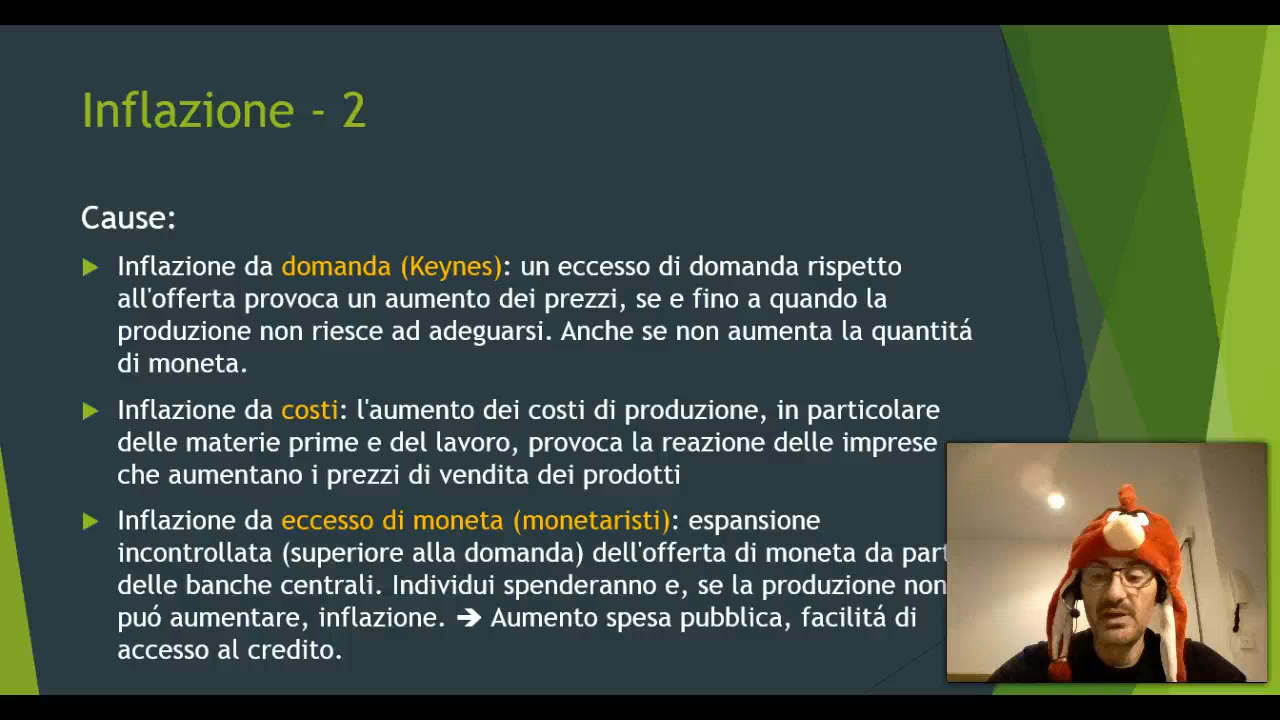 Inflazione - 2
Cause:
Inflazione da domanda (Keynes): un eccesso di domanda rispetto
all'offerta provoca un aumento dei prezzi, se e fino a quando la
produzione non riesce ad adeguarsi. Anche se non aumenta la quantitá
di moneta.
Inflazione da costi: l'aumento dei costi di produzione, in particolare
delle materie prime e del lavoro, provoca la reazione delle imprese
che aumentano i prezzi di vendita dei prodotti
Inflazione da eccesso di moneta (monetaristi): espansione
incontrollata (superiore alla domanda) dell'offerta di moneta da part
delle banche centrali. Individui spenderanno e, se la produzione non
puó aumentare, inflazione. ➔ Aumento spesa pubblica, facilitá di
accesso al credito.